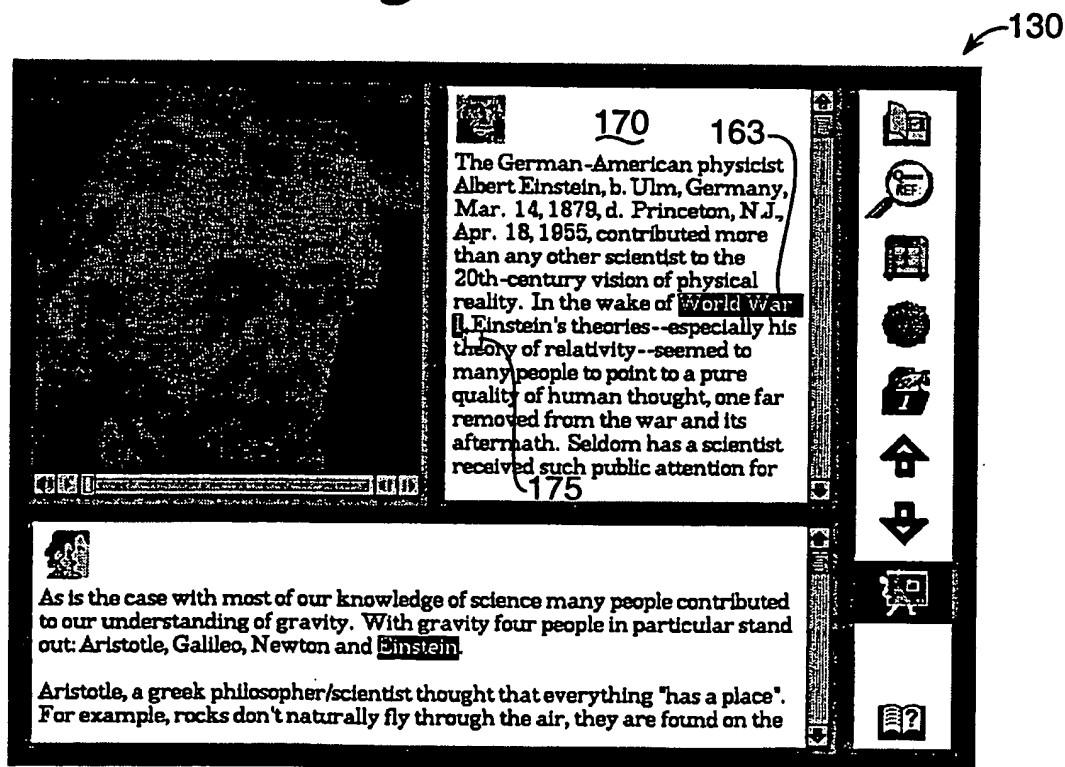 130
170
163
The German-American physicist
Albert Einstein, b. Ulm, Germany,
Mar. 14, 1879, d. Princeton, N.J.,
Apr. 18, 1955, contributed more
than any other scientist to the
20th-century vision of physical
reality. In the wake of World War
I, Einstein's theories--especially his
theory of relativity--seemed to
many people to point to a pure
quality of human thought, one far
removed from the war and its
aftermath. Seldom has a scientist
received such public attention for
175
REF:
1
As is the case with most of our knowledge of science many people contributed
to our understanding of gravity. With gravity four people in particular stand
out: Aristotle, Galileo, Newton and Einstein.
Aristotle, a greek philosopher/scientist thought that everything "has a place".
For example, rocks don't naturally fly through the air, they are found on the
?